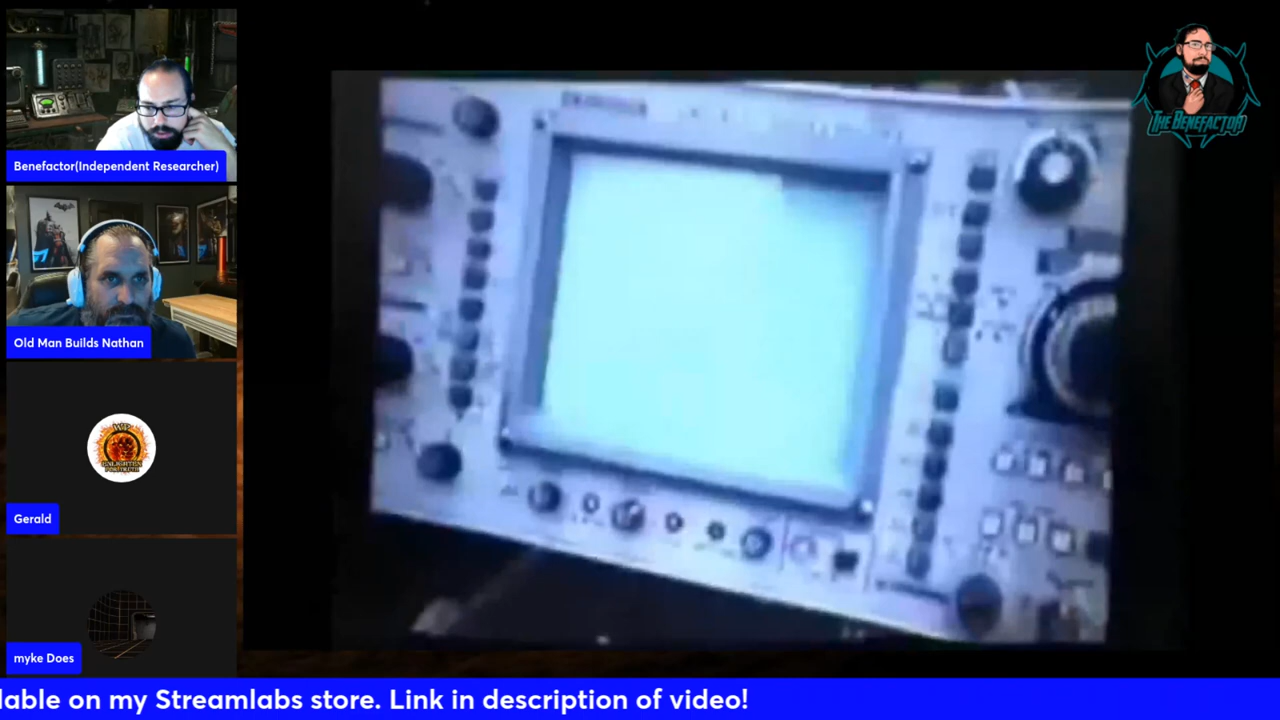 THE BENEFACTOR
Benefactor(Independent Researcher)
Old Man Builds Nathan
Gerald
myke Does
lable on my Streamlabs store. Link in description of video!